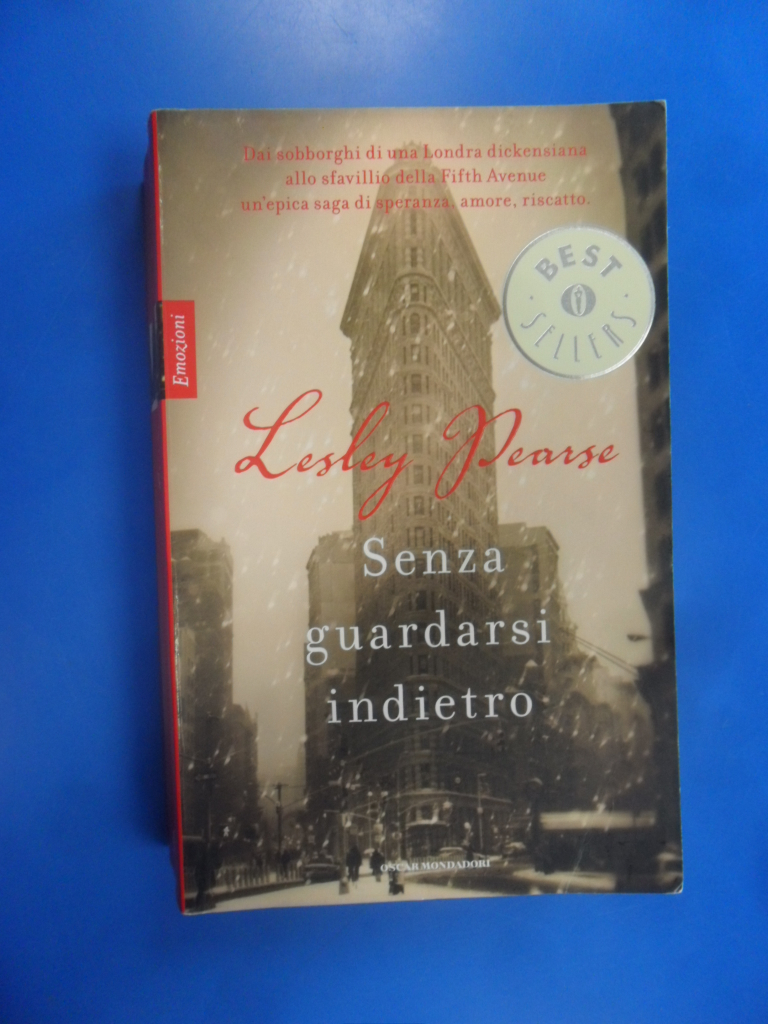 Dai sobborghi di una Londra dickensiana
allo sfavillio della Fifth Avenue
un'epica saga di speranza, amore, riscatto.
BEST
SELLERS
Emozioni
Lesley Pearse
Senza
guardarsi
indietro
OSCAR MONDADORI